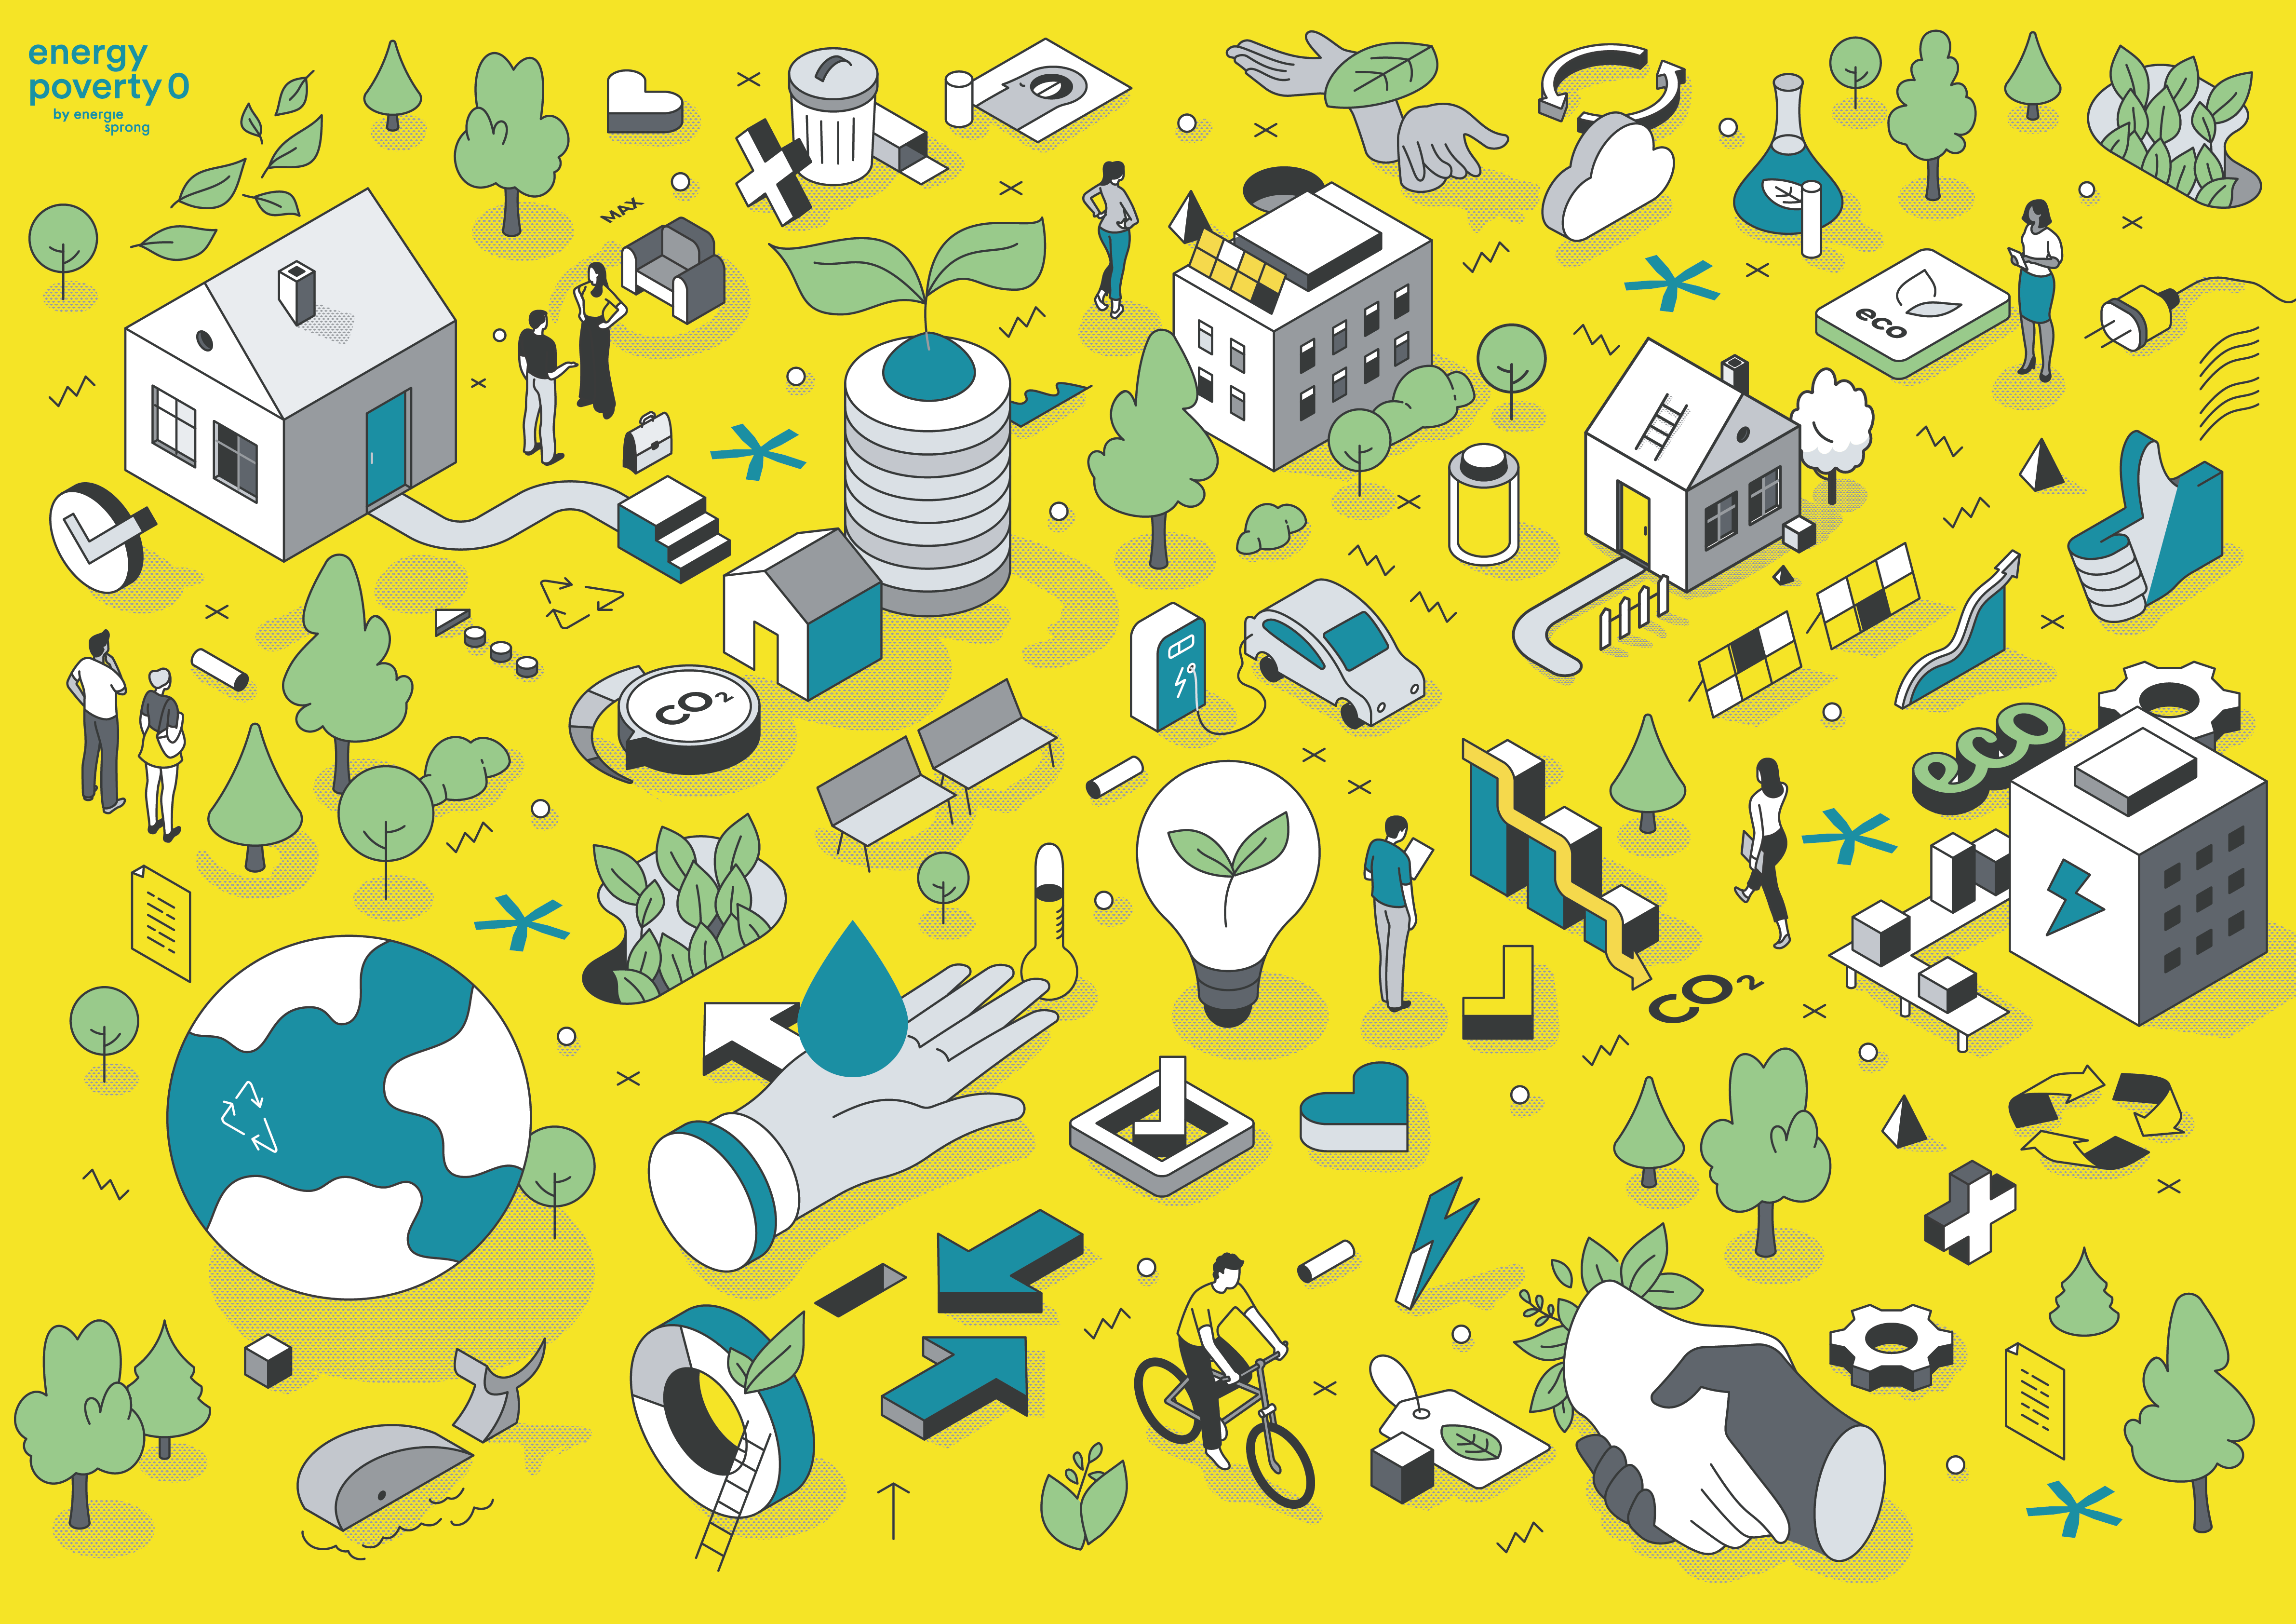 energy
poverty 0
by energie
sprong
MAX
eco
CO²
eco
CO²